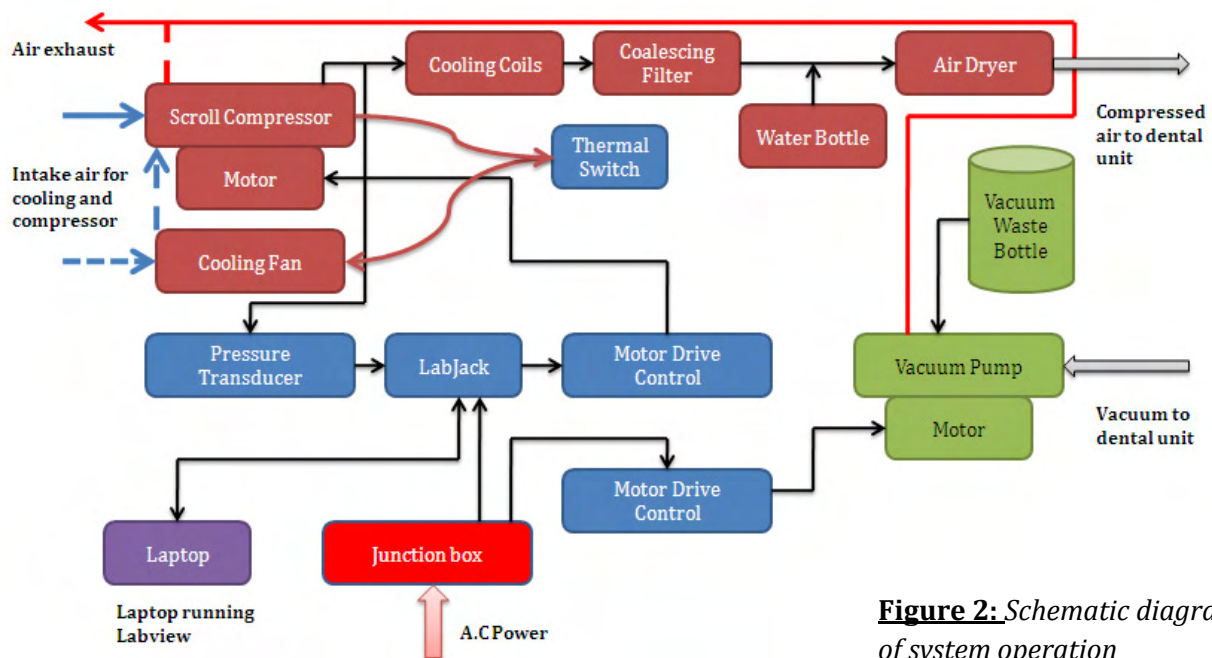 Air exhaust
Cooling Coils
Coalescing
Filter
Air Dryer
Scroll Compressor
Compressed
air to dental
unit
Thermal
Switch
Water Bottle
Intake air for
cooling and
compressor
Motor
Vacuum
Waste
Bottle
Cooling Fan
Pressure
Transducer
LabJack
Motor Drive
Control
Vacuum Pump
Motor
Vacuum to
dental unit
Motor Drive
Control
Laptop
Junction box
Laptop running
Labview
A.C Power
Figure 2: Schematic diagra
of system operation